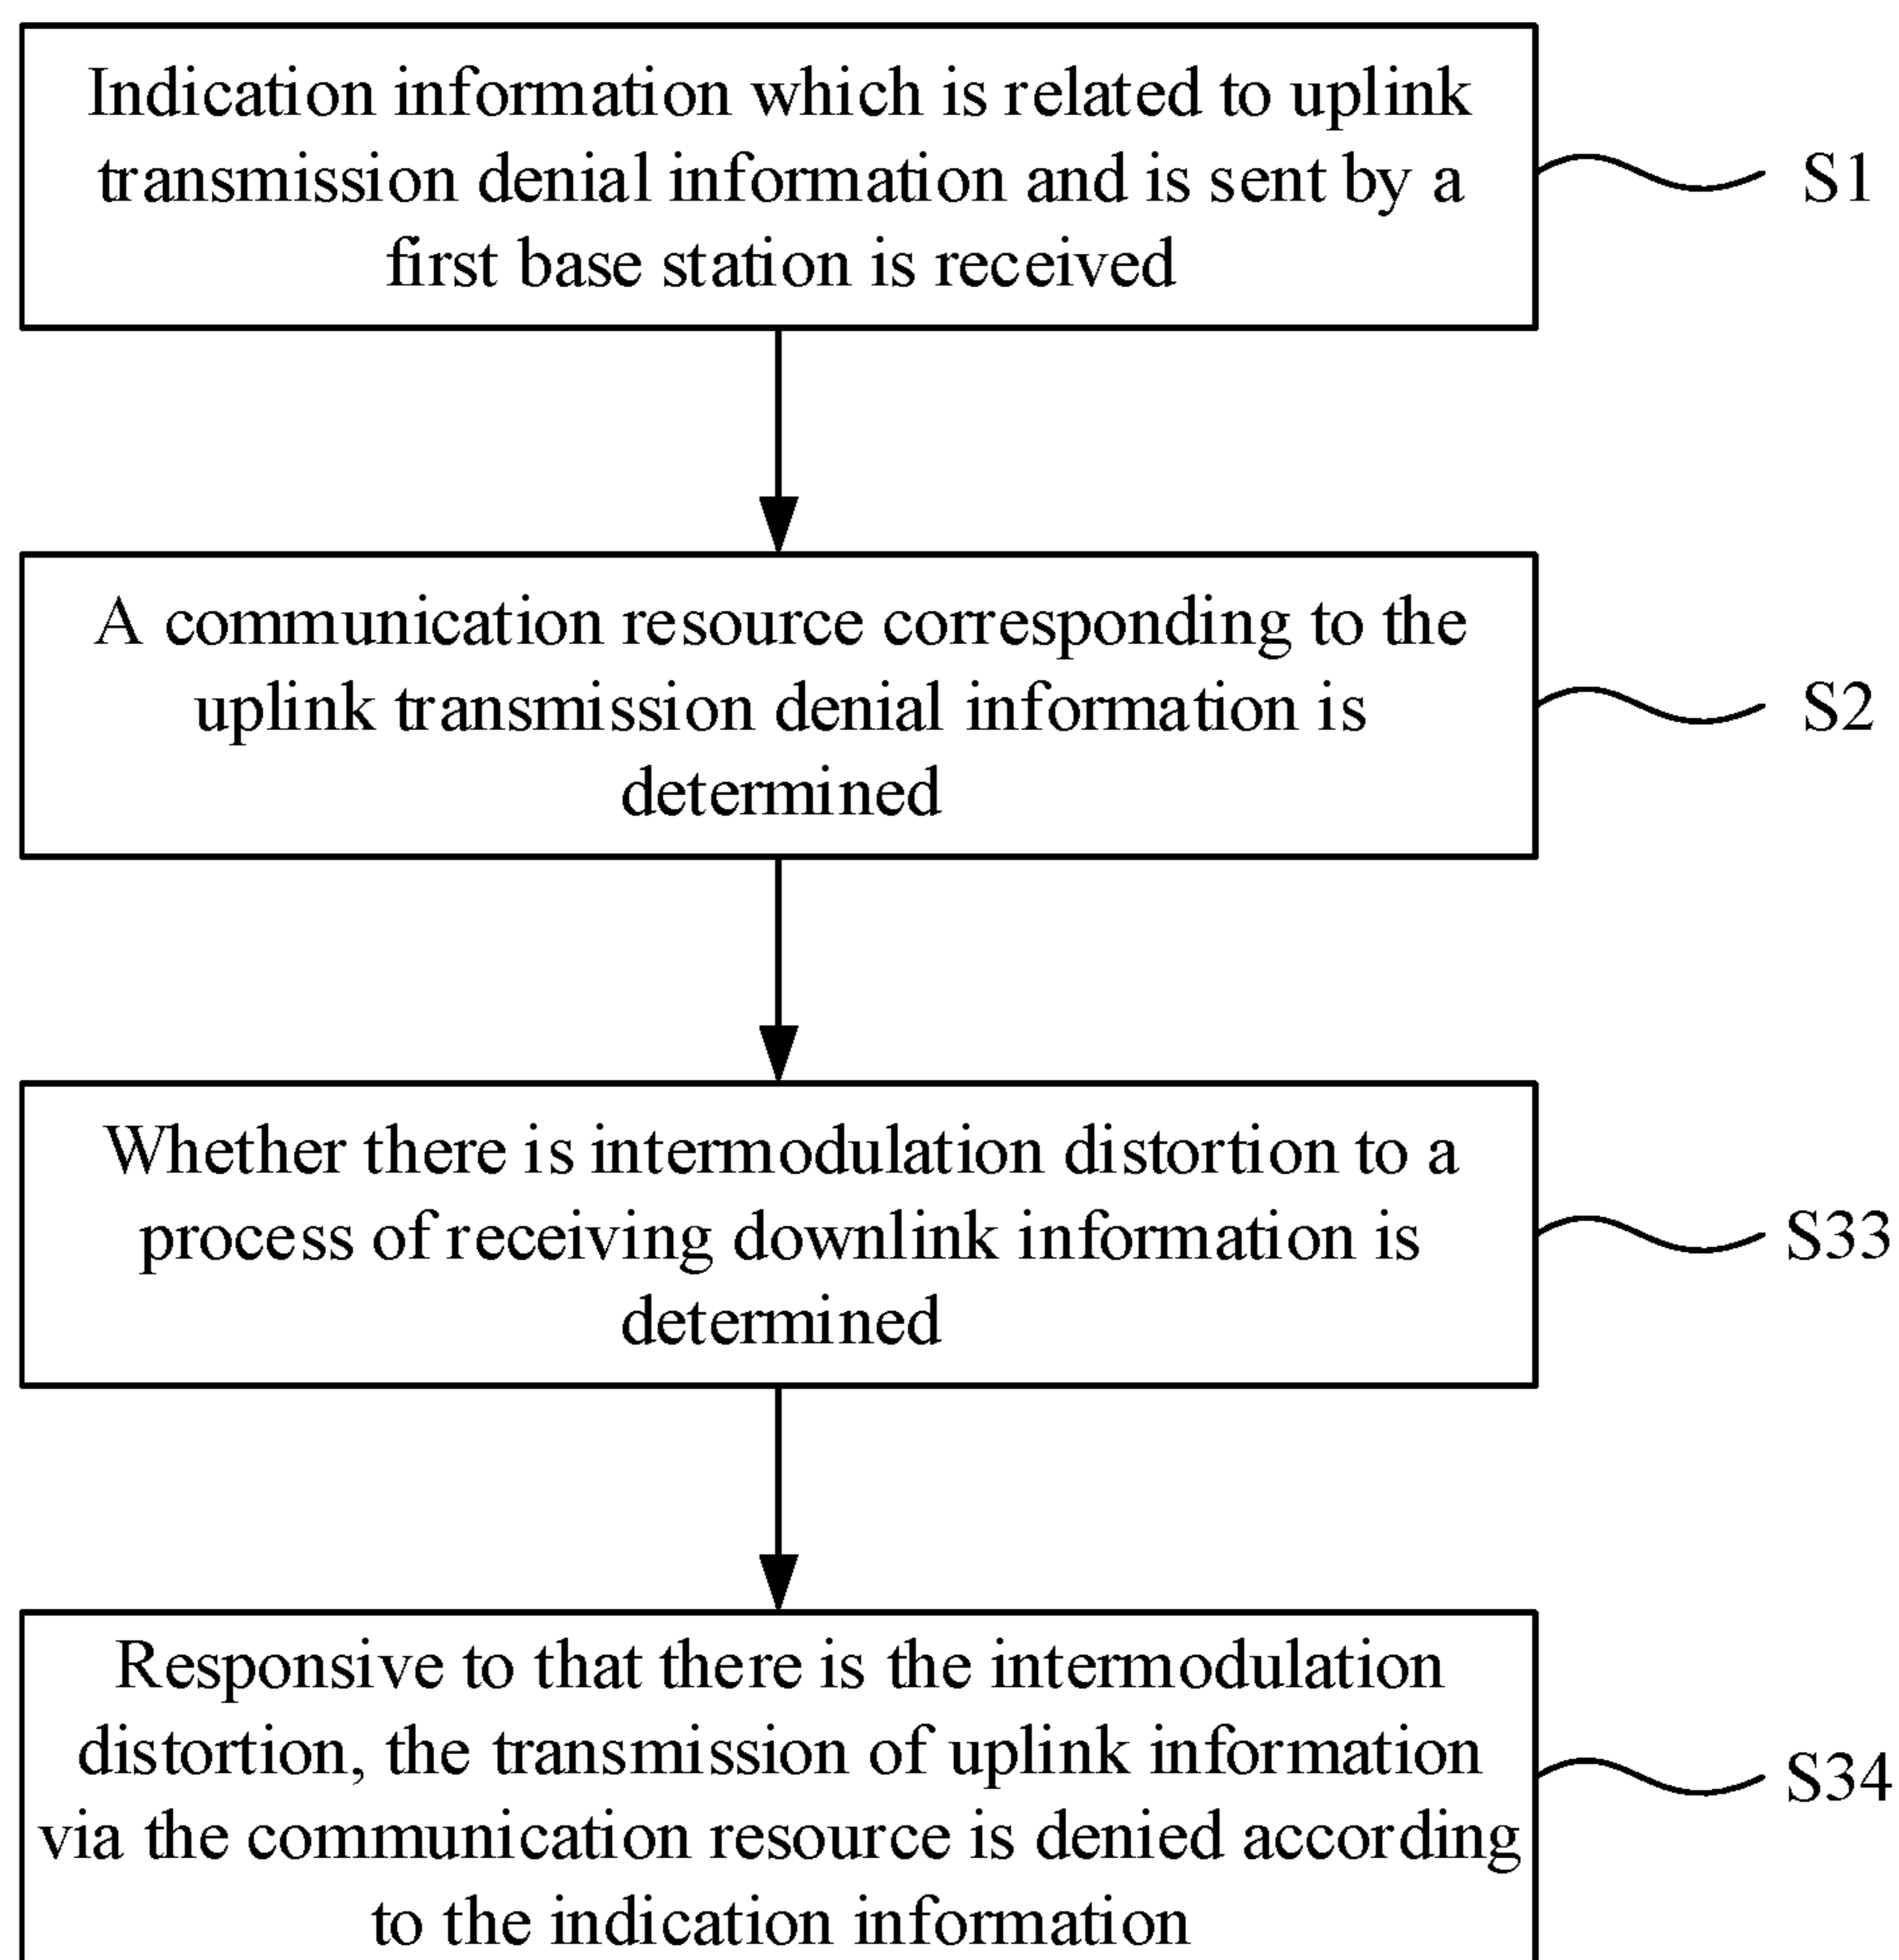 Indication information which is related to uplink
transmission denial information and is sent by a
first base station is received
S1
A communication resource corresponding to the
uplink transmission denial information is
determined
S2
Whether there is intermodulation distortion to a
process of receiving downlink information is
determined
S33
Responsive to that there is the intermodulation
distortion, the transmission of uplink information
via the communication resource is denied according
to the indication information
S34